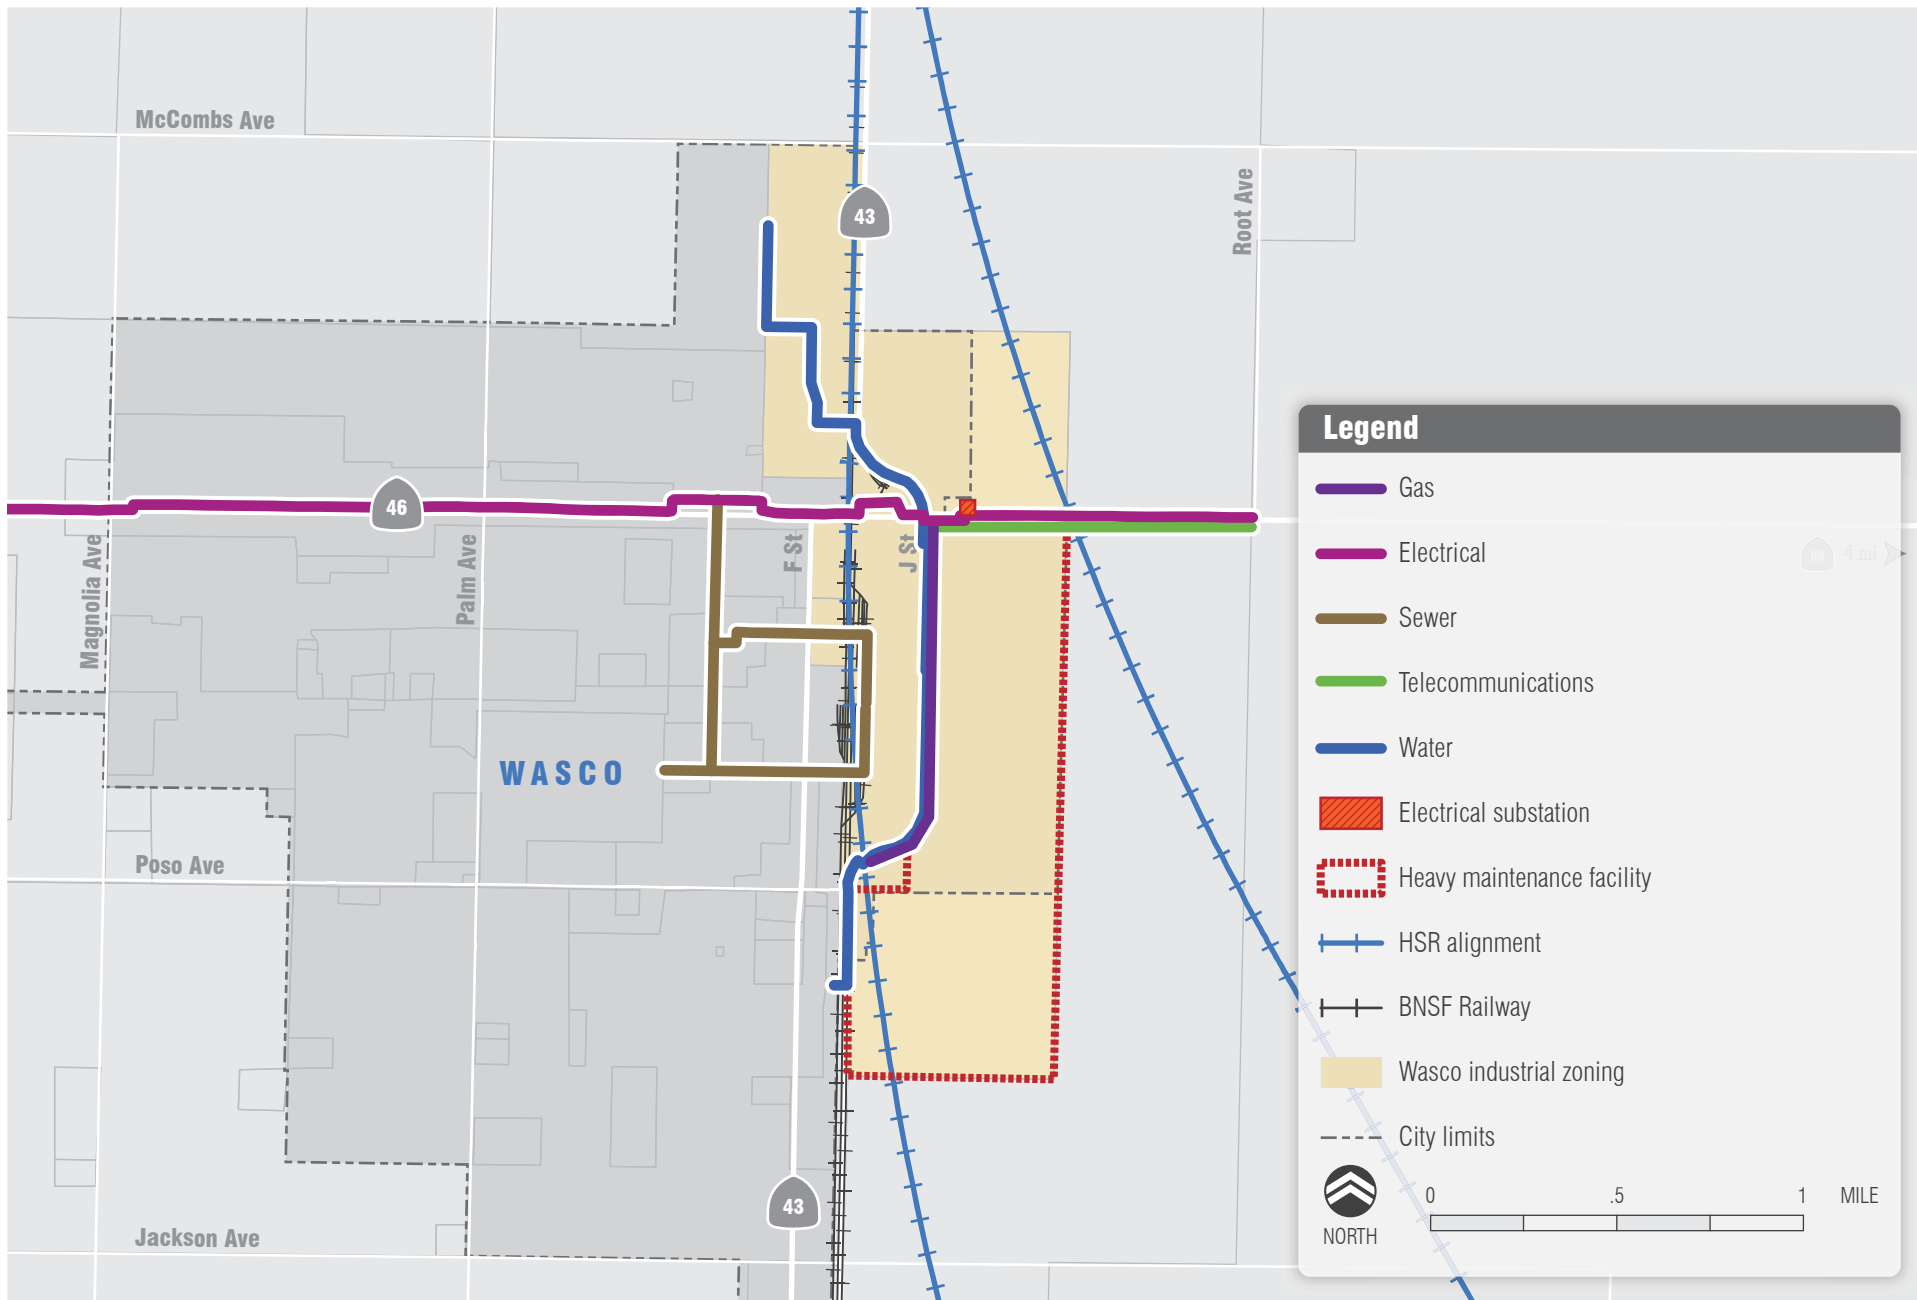 McCombs Ave
43
Root Ave
Legend
Gas
46
Electrical
Magnolia Ave
Palm Ave
F St
J St
4 mi
Sewer
Telecommunications
WASCO
Water
Electrical substation
Poso Ave
Heavy maintenance facility
HSR alignment
BNSF Railway
Wasco industrial zoning
City limits
43
0 .5 1 MILE
NORTH
Jackson Ave